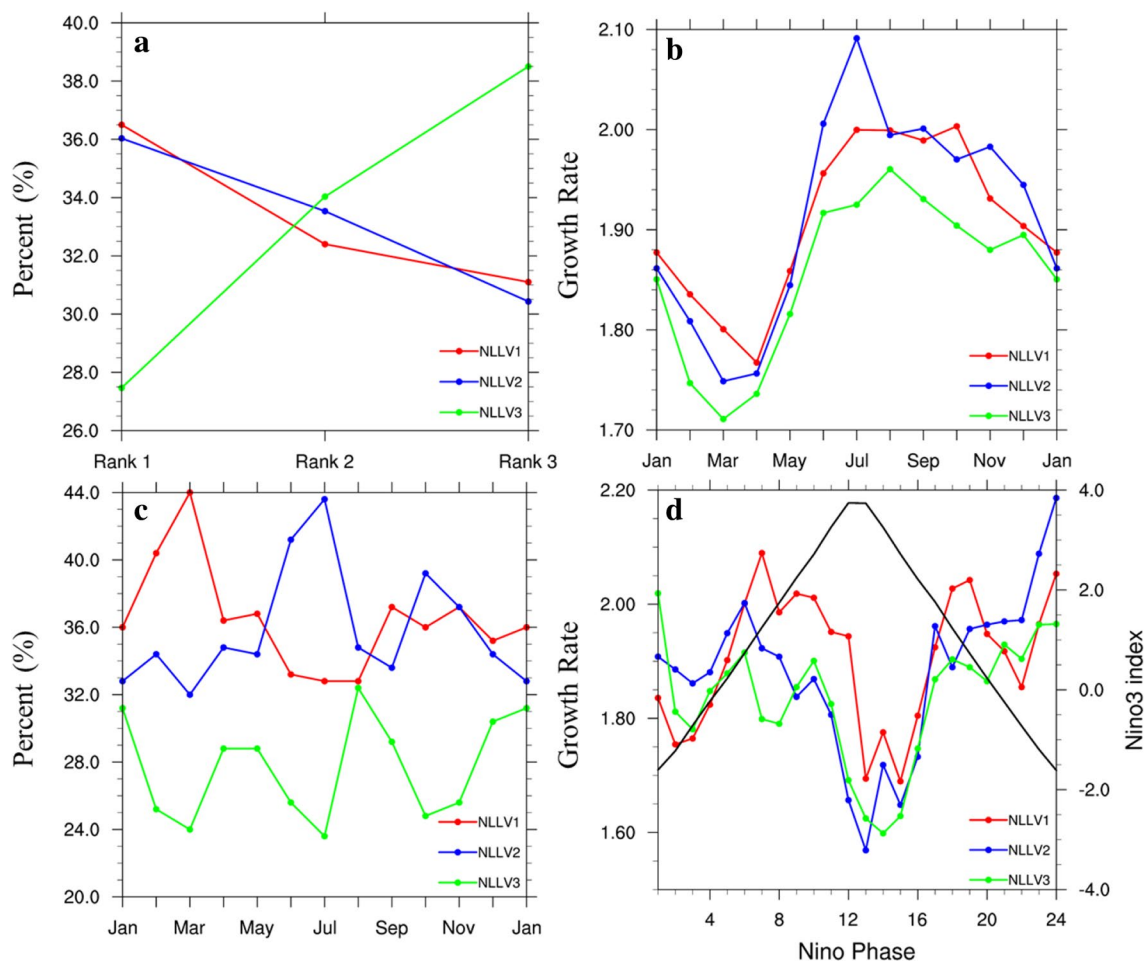 a
40.0
38.0
36.0
34.0
32.0
30.0
28.0
26.0
Percent (%)
Rank 1 Rank 2 Rank 3
NLLV1
NLLV2
NLLV3
b
2.10
2.00
1.90
1.80
1.70
Growth Rate
Jan Mar May Jul Sep Nov Jan
NLLV1
NLLV2
NLLV3
c
44.0
40.0
36.0
32.0
28.0
24.0
20.0
Percent (%)
Jan Mar May Jul Sep Nov Jan
NLLV1
NLLV2
NLLV3
d
2.20
2.00
1.80
1.60
Growth Rate
4.0
2.0
0.0
-2.0
-4.0
Nino3 index
4 8 12 16 20 24
Nino Phase
NLLV1
NLLV2
NLLV3